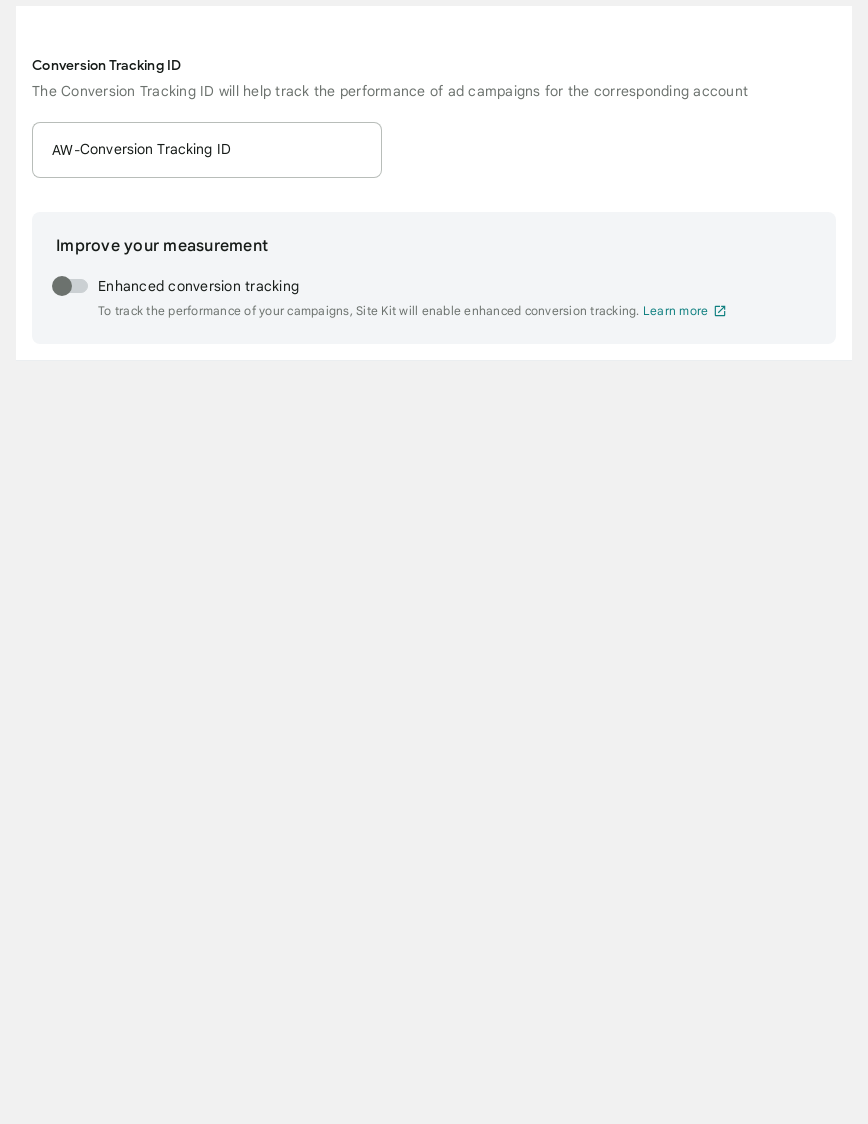 Conversion Tracking ID
The Conversion Tracking ID will help track the performance of ad campaigns for the corresponding account
AW-Conversion Tracking ID
Improve your measurement
Enhanced conversion tracking
To track the performance of your campaigns, Site Kit will enable enhanced conversion tracking. Learn more